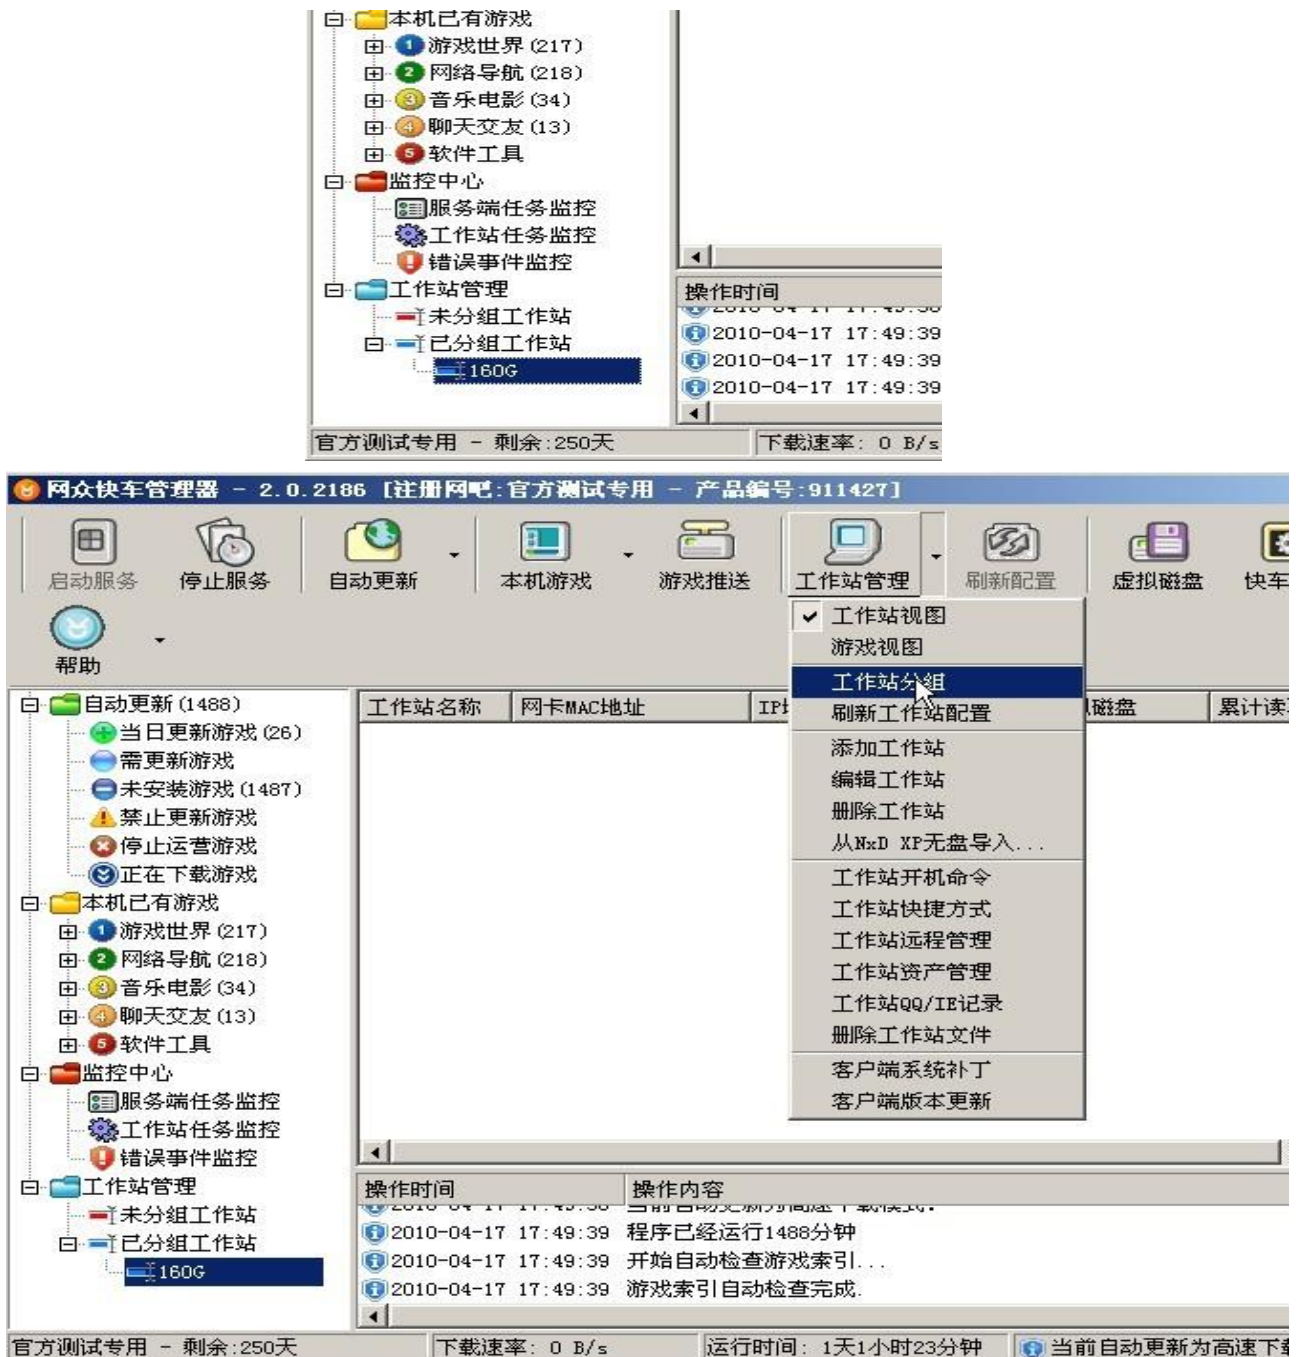 本机已有游戏
游戏世界(217)
网络导航(218)
音乐电影(34)
聊天交友(13)
软件工具
监控中心
服务端任务监控
工作站任务监控
错误事件监控
工作站管理
未分组工作站
已分组工作站
160G
操作时间
2010-04-17 17:49:39
2010-04-17 17:49:39
2010-04-17 17:49:39
官方测试专用 - 剩余:250天 下载速率: 0 B/s
网众快车管理器 - 2.0.2186 [注册网吧:官方测试专用 - 产品编号:911427]
启动服务 停止服务 自动更新 本机游戏 游戏推送 工作站管理 刷新配置 虚拟磁盘 快车
帮助
工作站视图
游戏视图
工作站分组
刷新工作站配置
添加工作站
编辑工作站
删除工作站
从NxD XP无盘导入...
工作站开机命令
工作站快捷方式
工作站远程管理
工作站资产管理
工作站QQ/IE记录
删除工作站文件
客户端系统补丁
客户端版本更新
自动更新(1488)
当日更新游戏(26)
需更新游戏
未安装游戏(1487)
禁止更新游戏
停止运营游戏
正在下载游戏
本机已有游戏
游戏世界(217)
网络导航(218)
音乐电影(34)
聊天交友(13)
软件工具
监控中心
服务端任务监控
工作站任务监控
错误事件监控
工作站管理
未分组工作站
已分组工作站
160G
工作站名称 网卡MAC地址 IP 磁盘 累计读
操作时间 操作内容
2010-04-17 17:49:39 程序已经运行1488分钟
2010-04-17 17:49:39 开始自动检查游戏索引...
2010-04-17 17:49:39 游戏索引自动检查完成.
官方测试专用 - 剩余:250天 下载速率: 0 B/s 运行时间: 1天1小时23分钟 当前自动更新为高速下载